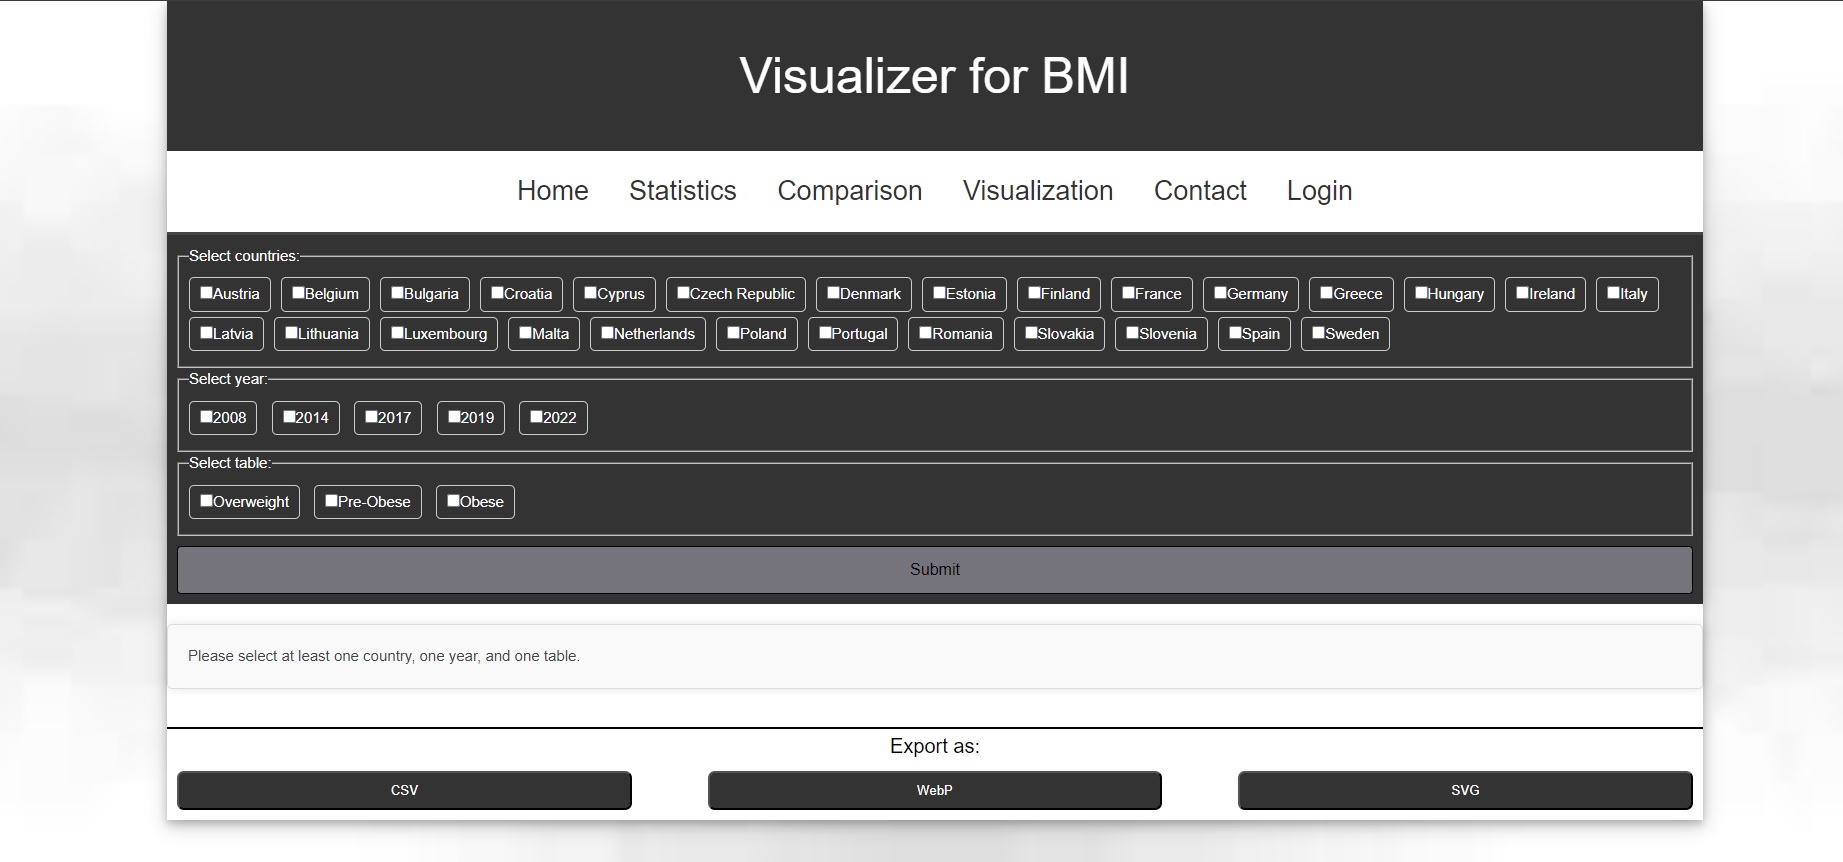 Visualizer for BMI
Home Statistics Comparison Visualization Contact Login
Select countries:
Austria Belgium Bulgaria Croatia Cyprus Czech Republic Denmark Estonia Finland France Germany Greece Hungary Ireland Italy
Latvia Lithuania Luxembourg Malta Netherlands Poland Portugal Romania Slovakia Slovenia Spain Sweden
Select year:
2008 2014 2017 2019 2022
Select table:
Overweight Pre-Obese Obese
Submit
Please select at least one country, one year, and one table.
Export as:
CSV WebP SVG